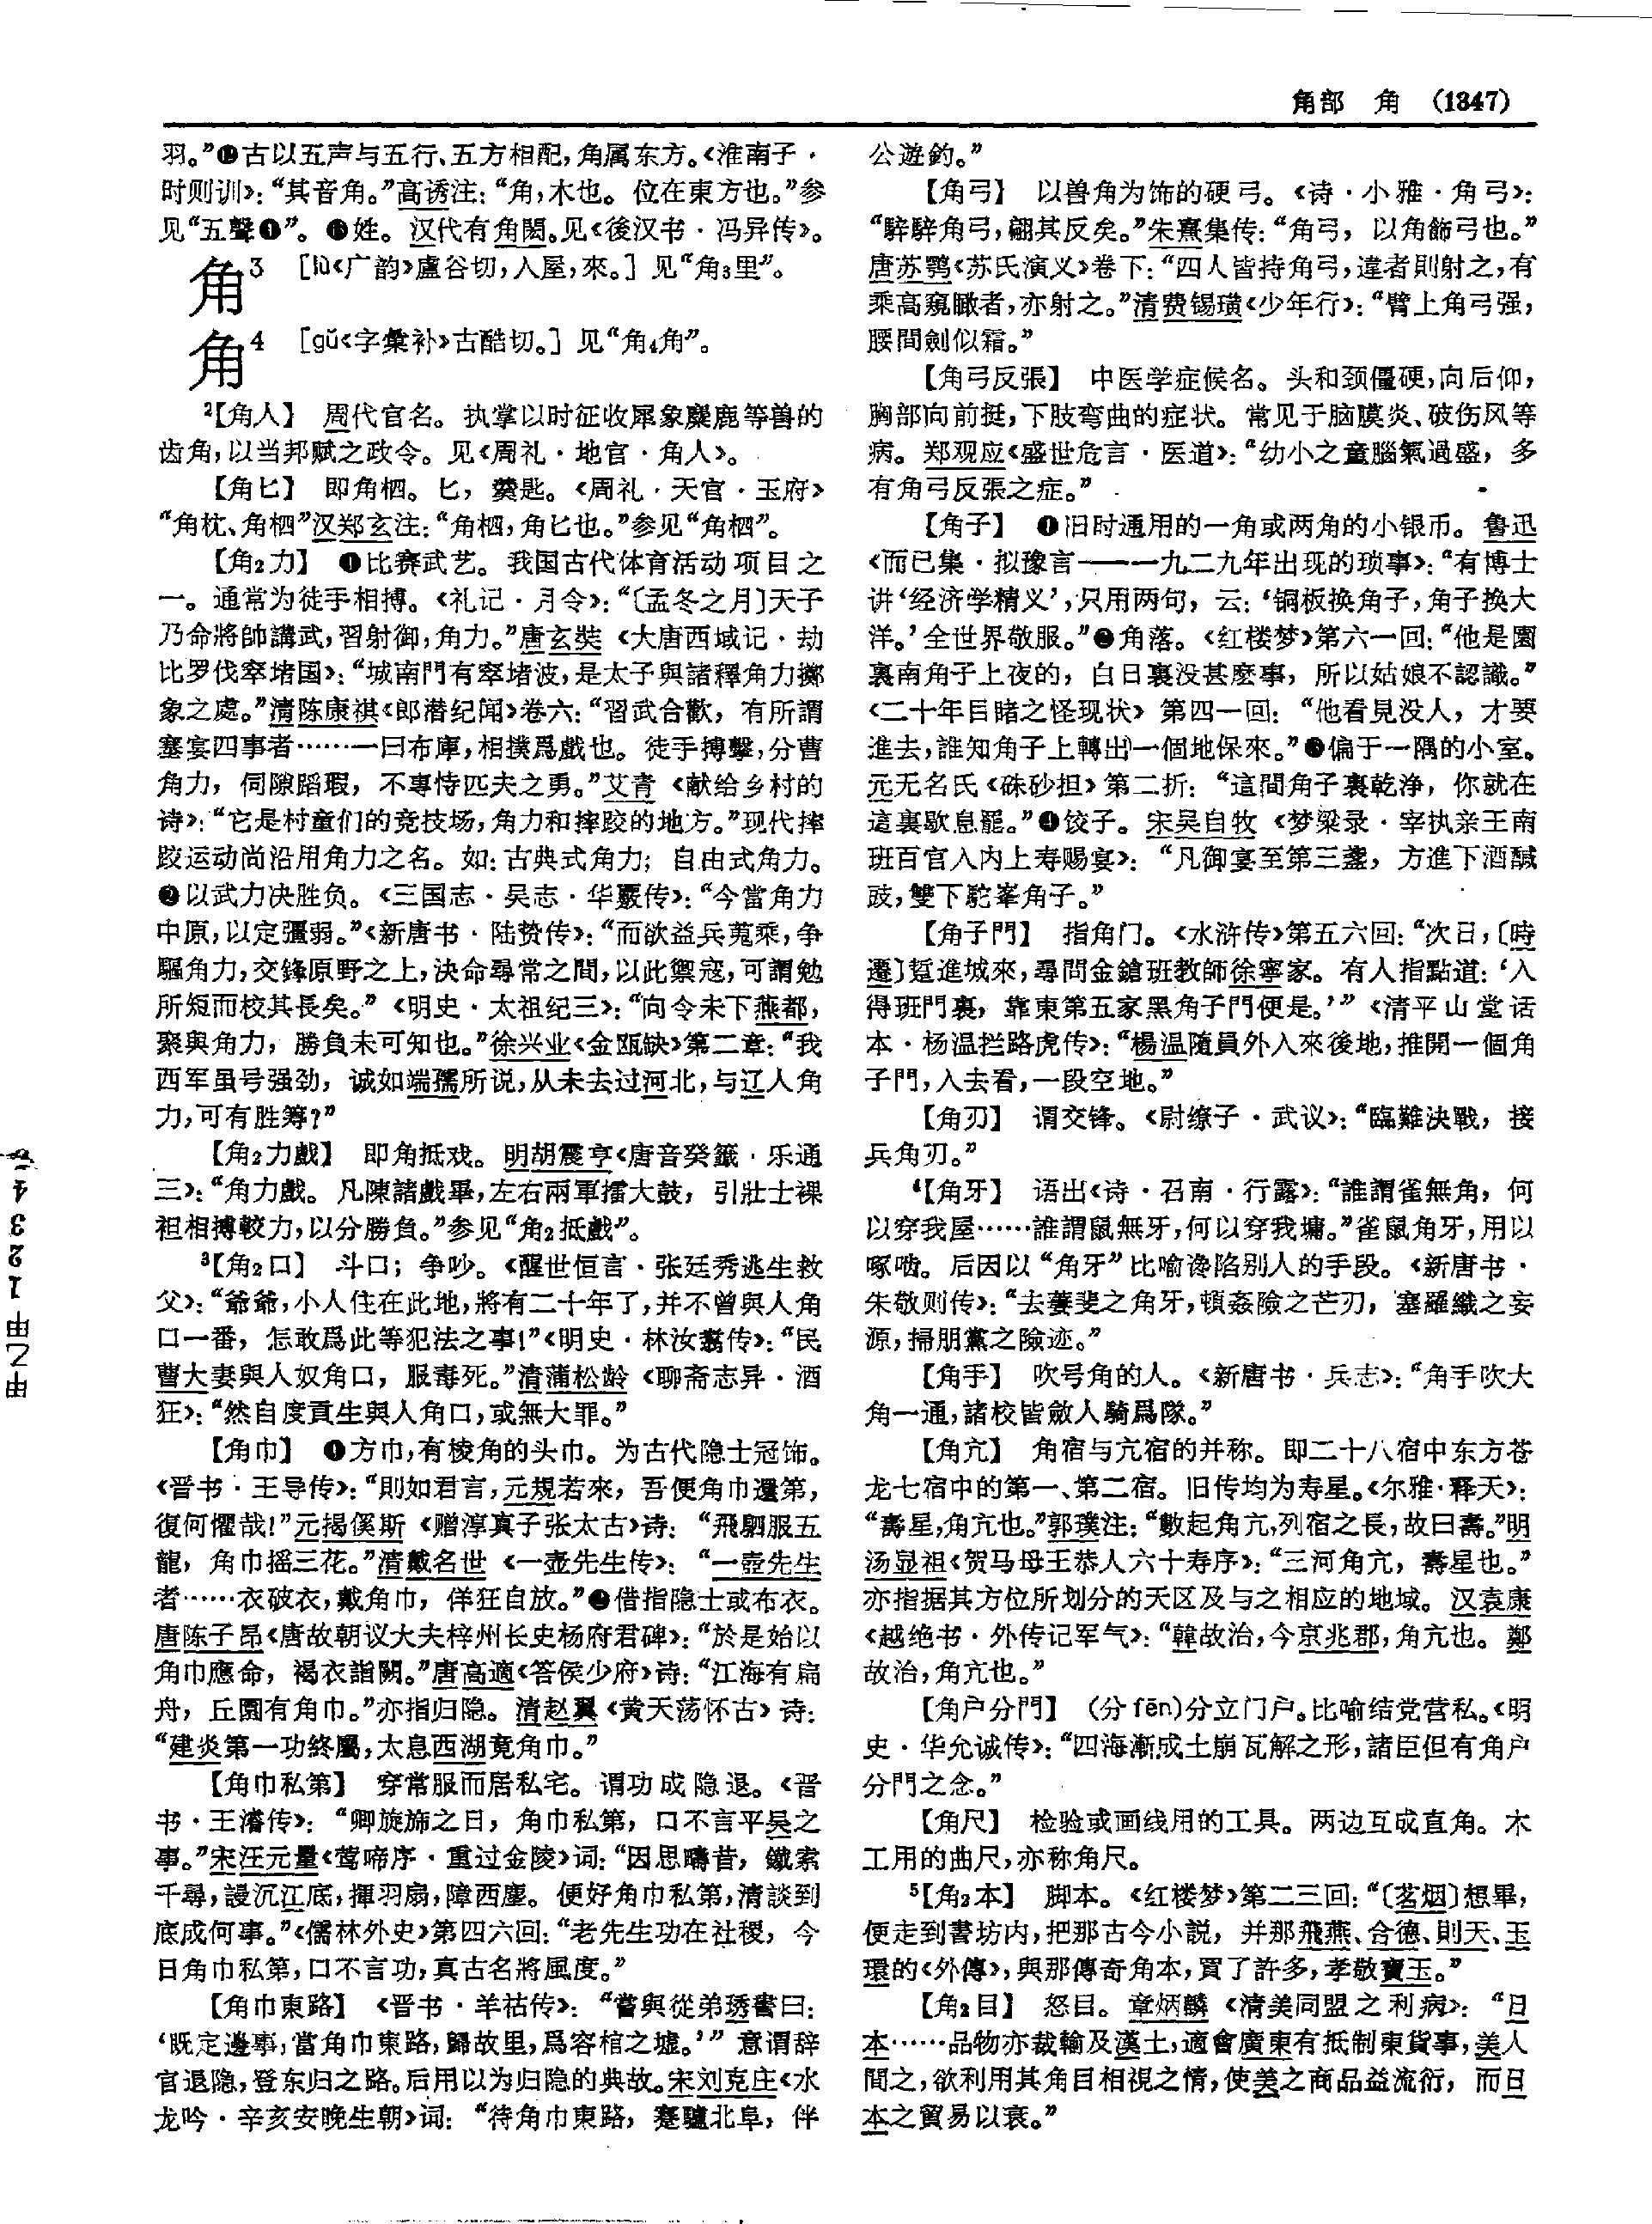 角部　角　(1347)
羽。”⓮古以五声与五行、五方相配，角属东方。《淮南子·
时则训》：“其音角。”高诱注：“角，木也。位在東方也。”参
见“五聲❶”。⓯姓。汉代有角閎。见《後汉书·冯异传》。
角3　[lù《广韵》盧谷切，入屋，來。] 见“角3里”。
角4　[gǔ《字彙补》古酷切。] 见“角4角”。
2【角人】　周代官名。执掌以时征收犀象麋鹿等兽的
齿角，以当邦赋之政令。见《周礼·地官·角人》。
【角匕】　即角柶。匕，羹匙。《周礼·天官·玉府》
“角枕、角柶”汉郑玄注：“角柶，角匕也。”参见“角柶”。
【角2力】　❶比赛武艺。我国古代体育活动项目之
一。通常为徒手相搏。《礼记·月令》：“〔孟冬之月〕天子
乃命將帥講武，習射御，角力。”唐玄奘《大唐西域记·劫
比罗伐窣堵国》：“城南門有窣堵波，是太子與諸釋角力擲
象之處。”清陈康祺《郎潜纪闻》卷六：“習武合歡，有所謂
塞宴四事者……一曰布庫，相撲爲戲也。徒手搏擊，分曹
角力，伺隙蹈瑕，不專恃匹夫之勇。”艾青《献给乡村的
诗》：“它是村童们的竞技场，角力和摔跤的地方。”现代摔
跤运动尚沿用角力之名。如：古典式角力；自由式角力。
❷以武力决胜负。《三国志·吴志·华覈传》：“今當角力
中原，以定彊弱。”《新唐书·陆贽传》：“而欲益兵蒐乘，争
驅角力，交鋒原野之上，決命尋常之間，以此禦寇，可謂勉
所短而校其長矣。”《明史·太祖纪三》：“向令未下燕都，
驟與角力，勝負未可知也。”徐兴业《金瓯缺》第二章：“我
西军虽号强劲，诚如端孺所说，从未去过河北，与辽人角
力，可有胜筹？”
【角2力戲】　即角抵戏。明胡震亨《唐音癸籤·乐通
三》：“角力戲。凡陳諸戲畢，左右兩軍擂大鼓，引壯士裸
袒相搏較力，以分勝負。”参见“角2抵戲”。
3【角2口】　斗口；争吵。《醒世恒言·张廷秀逃生救
父》：“爺爺，小人住在此地，將有二十年了，并不曾與人角
口一番，怎敢爲此等犯法之事！”《明史·林汝翥传》：“民
曹大妻與人奴角口，服毒死。”清蒲松龄《聊斋志异·酒
狂》：“然自度貢生與人角口，或無大罪。”
【角巾】　❶方巾，有棱角的头巾。为古代隐士冠饰。
《晋书·王导传》：“則如君言，元規若來，吾便角巾還第，
復何懼哉！”元揭傒斯《赠淳真子张太古》诗：“飛駟服五
龍，角巾摇三花。”清戴名世《一壶先生传》：“一壺先生
者……衣破衣，戴角巾，佯狂自放。”❷借指隐士或布衣。
唐陈子昂《唐故朝议大夫梓州长史杨府君碑》：“於是始以
角巾應命，褐衣詣闕。”唐高適《答侯少府》诗：“江海有扁
舟，丘園有角巾。”亦指归隐。清赵翼《黄天荡怀古》诗：
“建炎第一功終屬，太息西湖竟角巾。”
【角巾私第】　穿常服而居私宅。谓功成隐退。《晋
书·王濬传》：“卿旋旆之日，角巾私第，口不言平吴之
事。”宋汪元量《莺啼序·重过金陵》词：“因思疇昔，鐵索
千尋，謾沉江底，揮羽扇，障西塵。便好角巾私第，清談到
底成何事。”《儒林外史》第四六回：“老先生功在社稷，今
日角巾私第，口不言功，真古名將風度。”
【角巾東路】　《晋书·羊祜传》：“嘗與從弟琇書曰：
‘既定邊事，當角巾東路，歸故里，爲容棺之墟。’”意谓辞
官退隐，登东归之路。后用以为归隐的典故。宋刘克庄《水
龙吟·辛亥安晚生朝》词：“待角巾東路，蹇驢北阜，伴
公遊釣。”
【角弓】　以兽角为饰的硬弓。《诗·小雅·角弓》：
“騂騂角弓，翩其反矣。”朱熹集传：“角弓，以角飾弓也。”
唐苏鹗《苏氏演义》卷下：“四人皆持角弓，違者則射之，有
乘高窺瞰者，亦射之。”清费锡璜《少年行》：“臂上角弓强，
腰間劍似霜。”
【角弓反張】　中医学症候名。头和颈僵硬，向后仰，
胸部向前挺，下肢弯曲的症状。常见于脑膜炎、破伤风等
病。郑观应《盛世危言·医道》：“幼小之童腦氣過盛，多
有角弓反張之症。”
【角子】　❶旧时通用的一角或两角的小银币。鲁迅
《而已集·拟豫言——一九二九年出现的琐事》：“有博士
讲‘经济学精义’，只用两句，云：‘铜板换角子，角子换大
洋。’全世界敬服。”❷角落。《红楼梦》第六一回：“他是園
裏南角子上夜的，白日裏没甚麽事，所以姑娘不認識。”
《二十年目睹之怪现状》第四一回：“他看見没人，才要
進去，誰知角子上轉出一個地保來。”❸偏于一隅的小室。
元无名氏《硃砂担》第二折：“這間角子裏乾净，你就在
這裏歇息罷。”❹饺子。宋吴自牧《梦粱录·宰执亲王南
班百官入内上寿赐宴》：“凡御宴至第三盞，方進下酒鹹
豉，雙下駝峯角子。”
【角子門】　指角门。《水浒传》第五六回：“次日，〔時
遷〕踅進城來，尋問金鎗班教師徐寧家。有人指點道：‘入
得班門裏，靠東第五家黑角子門便是。’”《清平山堂话
本·杨温拦路虎传》：“楊温隨員外入來後地，推開一個角
子門，入去看，一段空地。”
【角刃】　谓交锋。《尉缭子·武议》：“臨難決戰，接
兵角刃。”
4【角牙】　语出《诗·召南·行露》：“誰謂雀無角，何
以穿我屋……誰謂鼠無牙，何以穿我墉。”雀鼠角牙，用以
啄啮。后因以“角牙”比喻谗陷别人的手段。《新唐书·
朱敬则传》：“去萋斐之角牙，頓姦險之芒刃，塞羅織之妄
源，掃朋黨之險迹。”
【角手】　吹号角的人。《新唐书·兵志》：“角手吹大
角一通，諸校皆斂人騎爲隊。”
【角亢】　角宿与亢宿的并称。即二十八宿中东方苍
龙七宿中的第一、第二宿。旧传均为寿星。《尔雅·释天》：
“壽星，角亢也。”郭璞注：“數起角亢，列宿之長，故曰壽。”明
汤显祖《贺马母王恭人六十寿序》：“三河角亢，壽星也。”
亦指据其方位所划分的天区及与之相应的地域。汉袁康
《越绝书·外传记军气》：“韓故治，今京兆郡，角亢也。鄭
故治，角亢也。”
【角户分門】　（分 fēn）分立门户。比喻结党营私。《明
史·华允诚传》：“四海漸成土崩瓦解之形，諸臣但有角户
分門之念。”
【角尺】　检验或画线用的工具。两边互成直角。木
工用的曲尺，亦称角尺。
5【角2本】　脚本。《红楼梦》第二三回：“〔茗烟〕想畢，
便走到書坊内，把那古今小説，并那飛燕、合德、則天、玉
環的《外傳》，與那傳奇角本，買了許多，孝敬寶玉。”
【角2目】　怒目。章炳麟《清美同盟之利病》：“日
本……品物亦裁輸及漢土，適會廣東有抵制東貨事，美人
間之，欲利用其角目相視之情，使美之商品益流衍，而日
本之貿易以衰。”